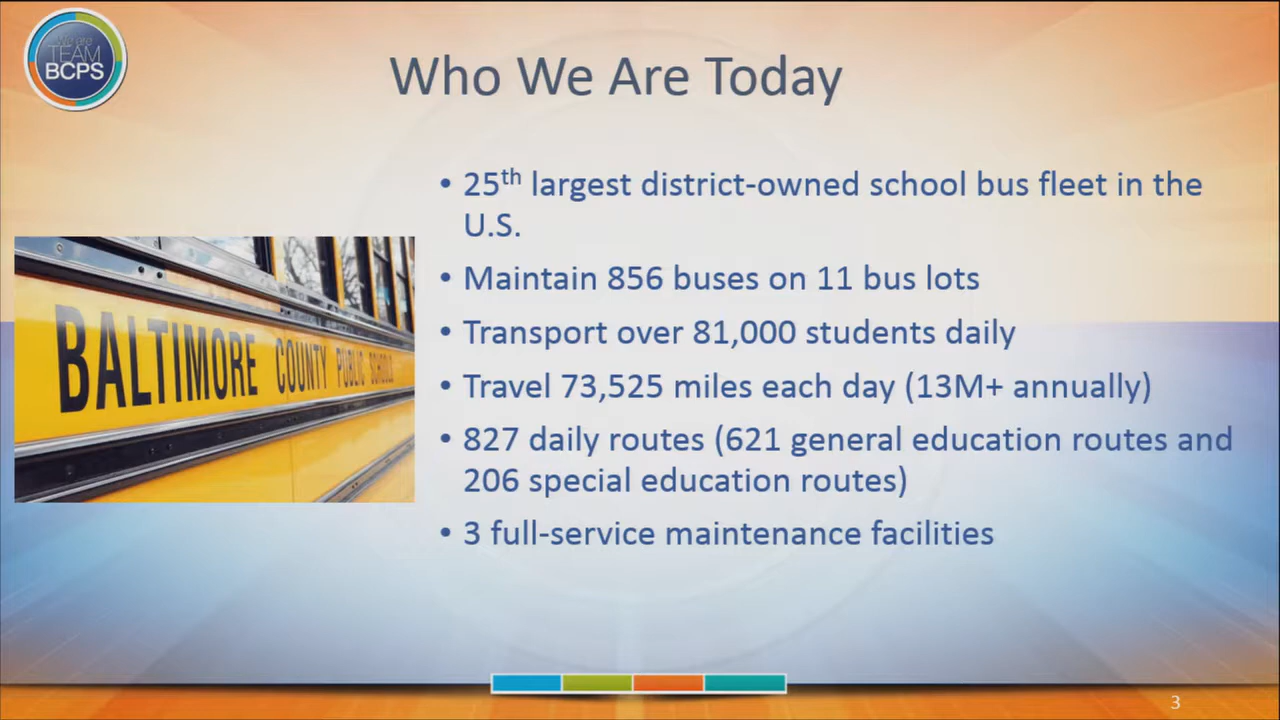 We are
TEAM
BCPS
Who We Are Today
• 25th largest district-owned school bus fleet in the
U.S.
• Maintain 856 buses on 11 bus lots
• Transport over 81,000 students daily
• Travel 73,525 miles each day (13M+ annually)
• 827 daily routes (621 general education routes and
206 special education routes)
• 3 full-service maintenance facilities
BALTIMORE COUNTY PUBLIC SCHOOLS
3